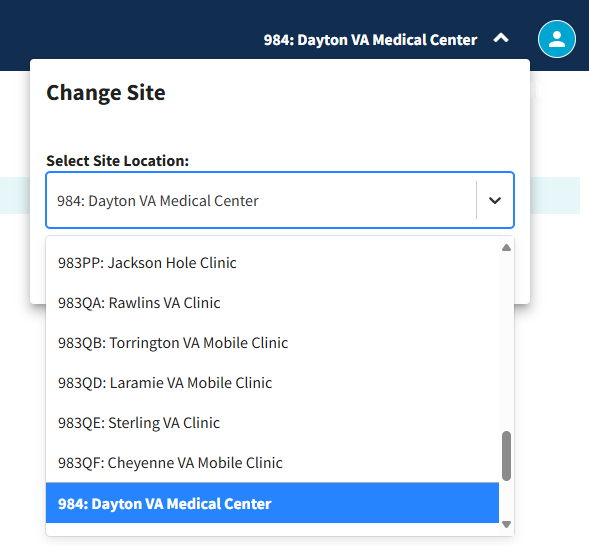 984: Dayton VA Medical Center
Change Site
Select Site Location:
984: Dayton VA Medical Center
983PP: Jackson Hole Clinic
983QA: Rawlins VA Clinic
983QB: Torrington VA Mobile Clinic
983QD: Laramie VA Mobile Clinic
983QE: Sterling VA Clinic
983QF: Cheyenne VA Mobile Clinic
984: Dayton VA Medical Center